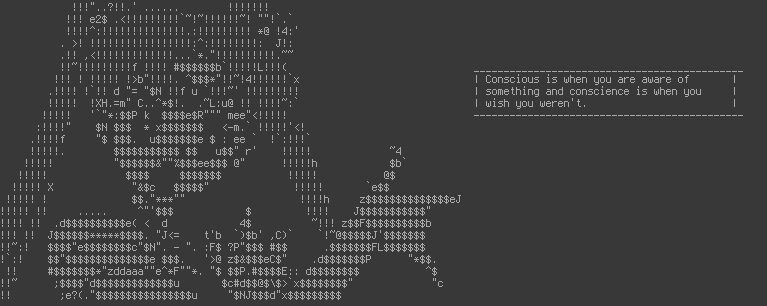 Conscious is when you are aware of
something and conscience is when you
wish you weren't.